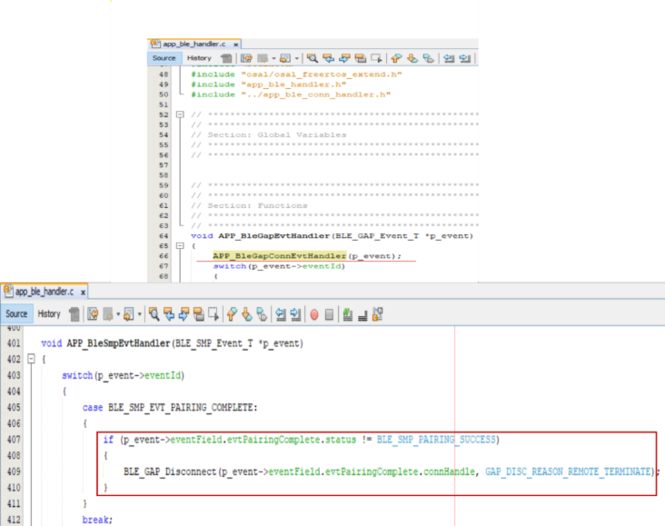 app_ble_handler.c x
Source History
48 #include "osal/osal_freertos_extend.h"
49 #include "app_ble_handler.h"
50 #include "../app_ble_conn_handler.h"
51
52 // ************************************************
53 // ************************************************
54 // Section: Global Variables
55 // ************************************************
56 // ************************************************
57
58
59 // ************************************************
60 // ************************************************
61 // Section: Functions
62 // ************************************************
63 // ************************************************
64 void APP_BleGapEvtHandler(BLE_GAP_Event_T *p_event)
65 {
66 APP_BleGapConnEvtHandler(p_event);
67 switch(p_event->eventId)
68 {
app_ble_handler.c x
Source History
400
401 void APP_BleSmpEvtHandler(BLE_SMP_Event_T *p_event)
402 {
403 switch(p_event->eventId)
404 {
405 case BLE_SMP_EVT_PAIRING_COMPLETE:
406 {
407 if (p_event->eventField.evtPairingComplete.status != BLE_SMP_PAIRING_SUCCESS)
408 {
409 BLE_GAP_Disconnect(p_event->eventField.evtPairingComplete.connHandle, GAP_DISC_REASON_REMOTE_TERMINATE);
410 }
411 }
412 break;